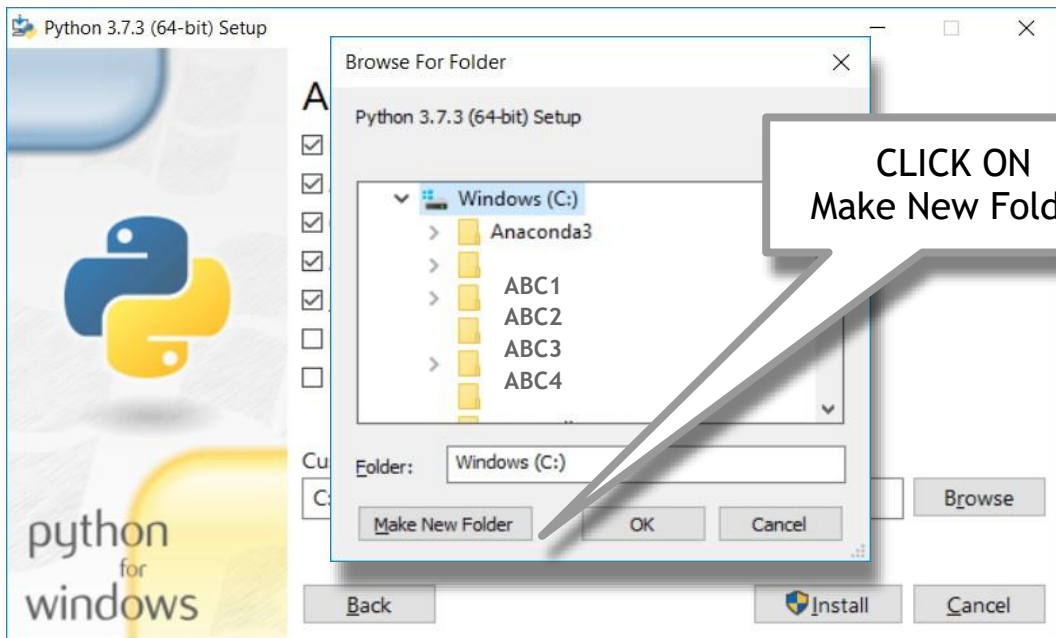 Python 3.7.3 (64-bit) Setup
Browse For Folder
Python 3.7.3 (64-bit) Setup
CLICK ON
Make New
Windows (C:)
Anaconda3
ABC1
ABC2
ABC3
ABC4
Folder:
Windows (C:)
Browse
Make New Folder
OK
Cancel
python
for
windows
Back
Install
Cancel